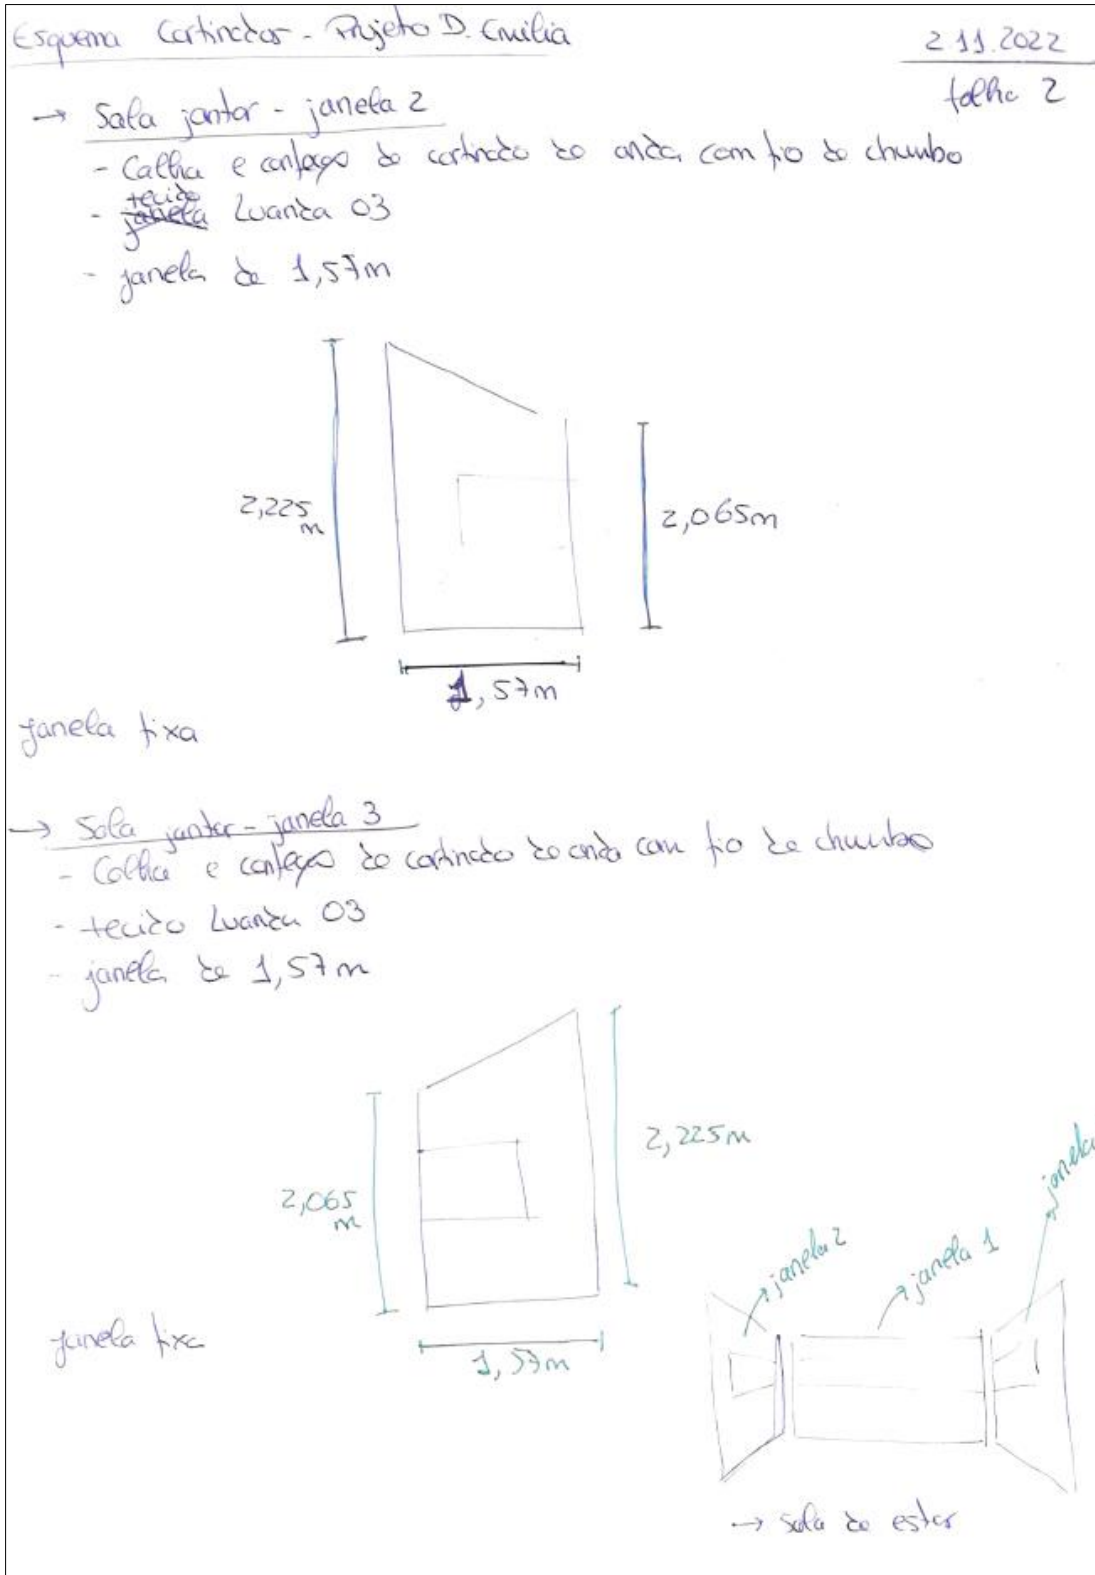 Esquema Cortinados - Projeto D. Emilia
2.11.2022
folha 2
→ Sala jantar - janela 2
- Calha e confeção do cortinado de onda com fio de chumbo
tecido
- janela Luanda 03
- janela de 1,57m
2,225
m
2,065m
1,57m
janela fixa
→ Sala jantar - janela 3
- Calha e confeção do cortinado de onda com fio de chumbo
- tecido Luanda 03
- janela de 1,57m
2,225m
2,065
m
janela
janela 2
janela 1
janela fixa
1,57m
→ sala de estar